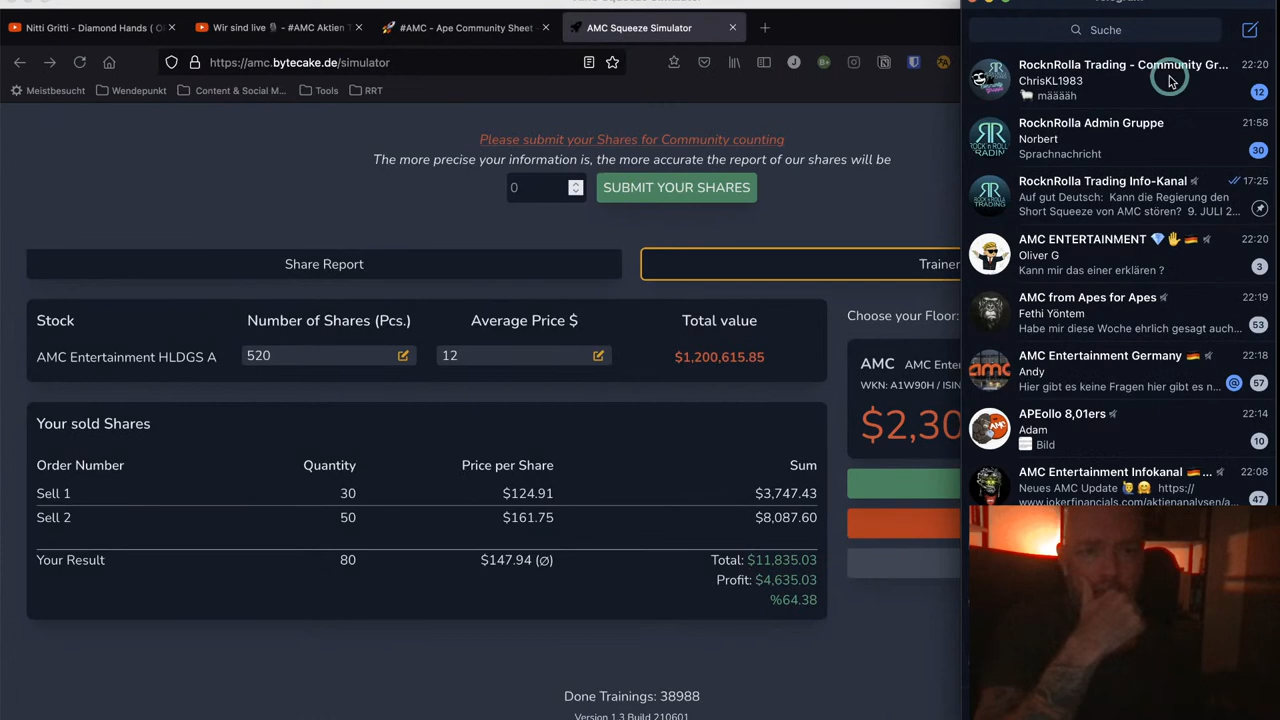 Nitti Gritti - Diamond Hands ( O
Wir sind live 🎙 - #AMC Aktien T
#AMC - Ape Community Sheet -
AMC Squeeze Simulator
https://amc.bytecake.de/simulator
Meistbesucht
Wendepunkt
Content & Social M...
Tools
RRT
Please submit your Shares for Community counting
The more precise your information is, the more accurate the report of our shares will be
0
SUBMIT YOUR SHARES
Share Report
Trainer
Stock
Number of Shares (Pcs.)
Average Price $
Total value
AMC Entertainment HLDGS A
520
12
$1,200,615.85
Your sold Shares
Order Number
Quantity
Price per Share
Sum
Sell 1
30
$124.91
$3,747.43
Sell 2
50
$161.75
$8,087.60
Your Result
80
$147.94 (∅)
Total: $11,835.03
Profit: $4,635.03
%64.38
Choose your Floor:
AMC AMC Enter
WKN: A1W90H / ISIN
$2,30
Done Trainings: 38988
Version 1.3 Build 210601
Suche
RocknRolla Trading - Community Gr...
22:20
ChrisKL1983
🐑 määäh
12
RocknRolla Admin Gruppe
21:58
Norbert
Sprachnachricht
30
RocknRolla Trading Info-Kanal
17:25
Auf gut Deutsch: Kann die Regierung den
Short Squeeze von AMC stören? 9. JULI 2...
AMC ENTERTAINMENT 💎✋🇩🇪
22:20
Oliver G
Kann mir das einer erklären ?
3
AMC from Apes for Apes
22:19
Fethi Yöntem
Habe mir diese Woche ehrlich gesagt auch...
53
AMC Entertainment Germany 🇩🇪
22:18
Andy
Hier gibt es keine Fragen hier gibt es n...
@
57
APEollo 8,01ers
22:14
Adam
Bild
10
AMC Entertainment Infokanal 🇩🇪...
22:08
Neues AMC Update 🙋‍♂️🤗 https://
www.jokerfinancials.com/aktienanalysen/a...
47